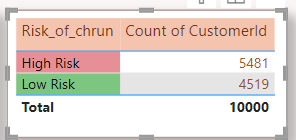 Risk_of_chrun Count of CustomerId
High Risk 5481
Low Risk 4519
Total 10000